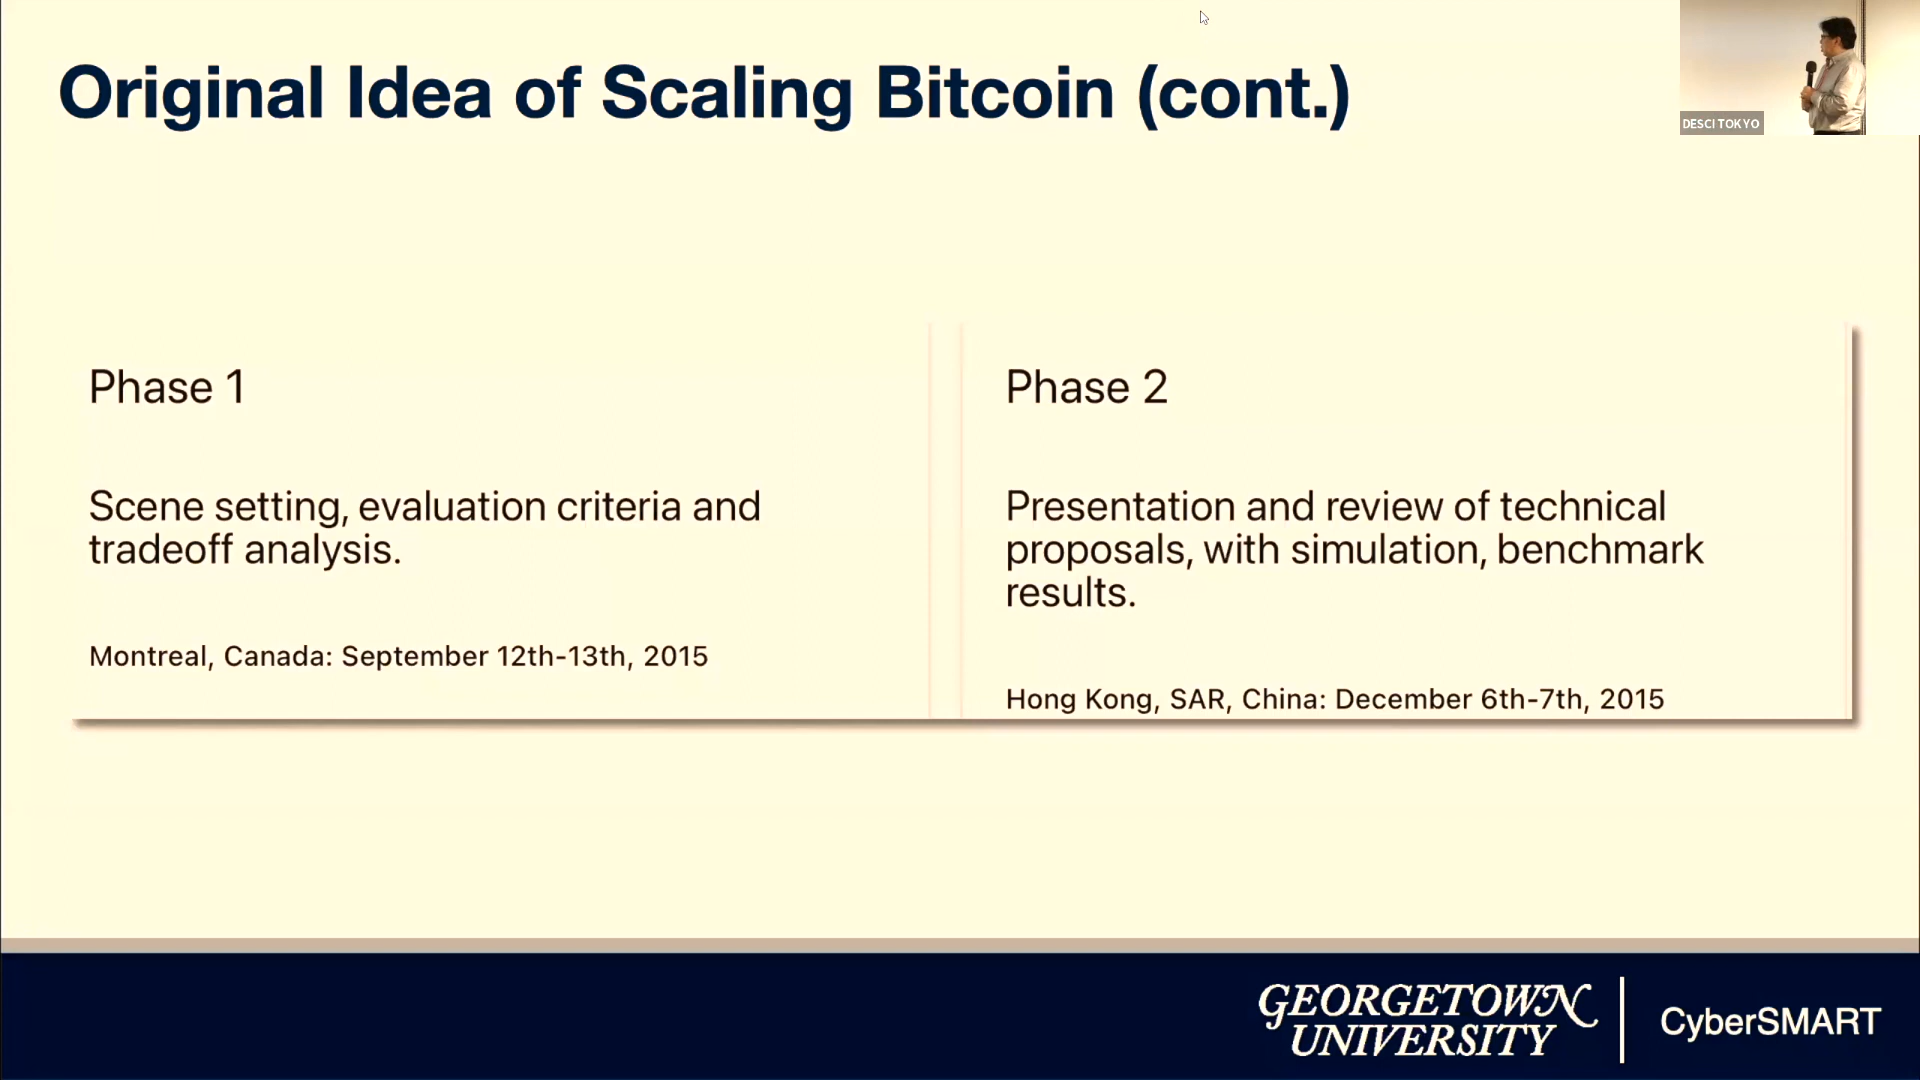 Original Idea of Scaling Bitcoin (cont.)
DESCI TOKYO
Phase 1
Scene setting, evaluation criteria and
tradeoff analysis.
Montreal, Canada: September 12th-13th, 2015
Phase 2
Presentation and review of technical
proposals, with simulation, benchmark
results.
Hong Kong, SAR, China: December 6th-7th, 2015
GEORGETOWN
UNIVERSITY
CyberSMART